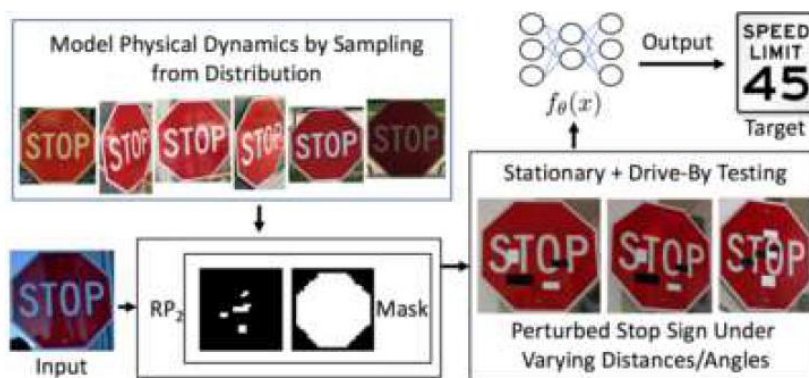 Model Physical Dynamics by Sampling
from Distribution
STOP STOP STOP STOP STOP STOP
Output
SPEED
LIMIT
45
f_θ(x)
Target
Stationary + Drive-By Testing
STOP STOP STOP
STOP
RP₂
Mask
Input
Perturbed Stop Sign Under
Varying Distances/Angles